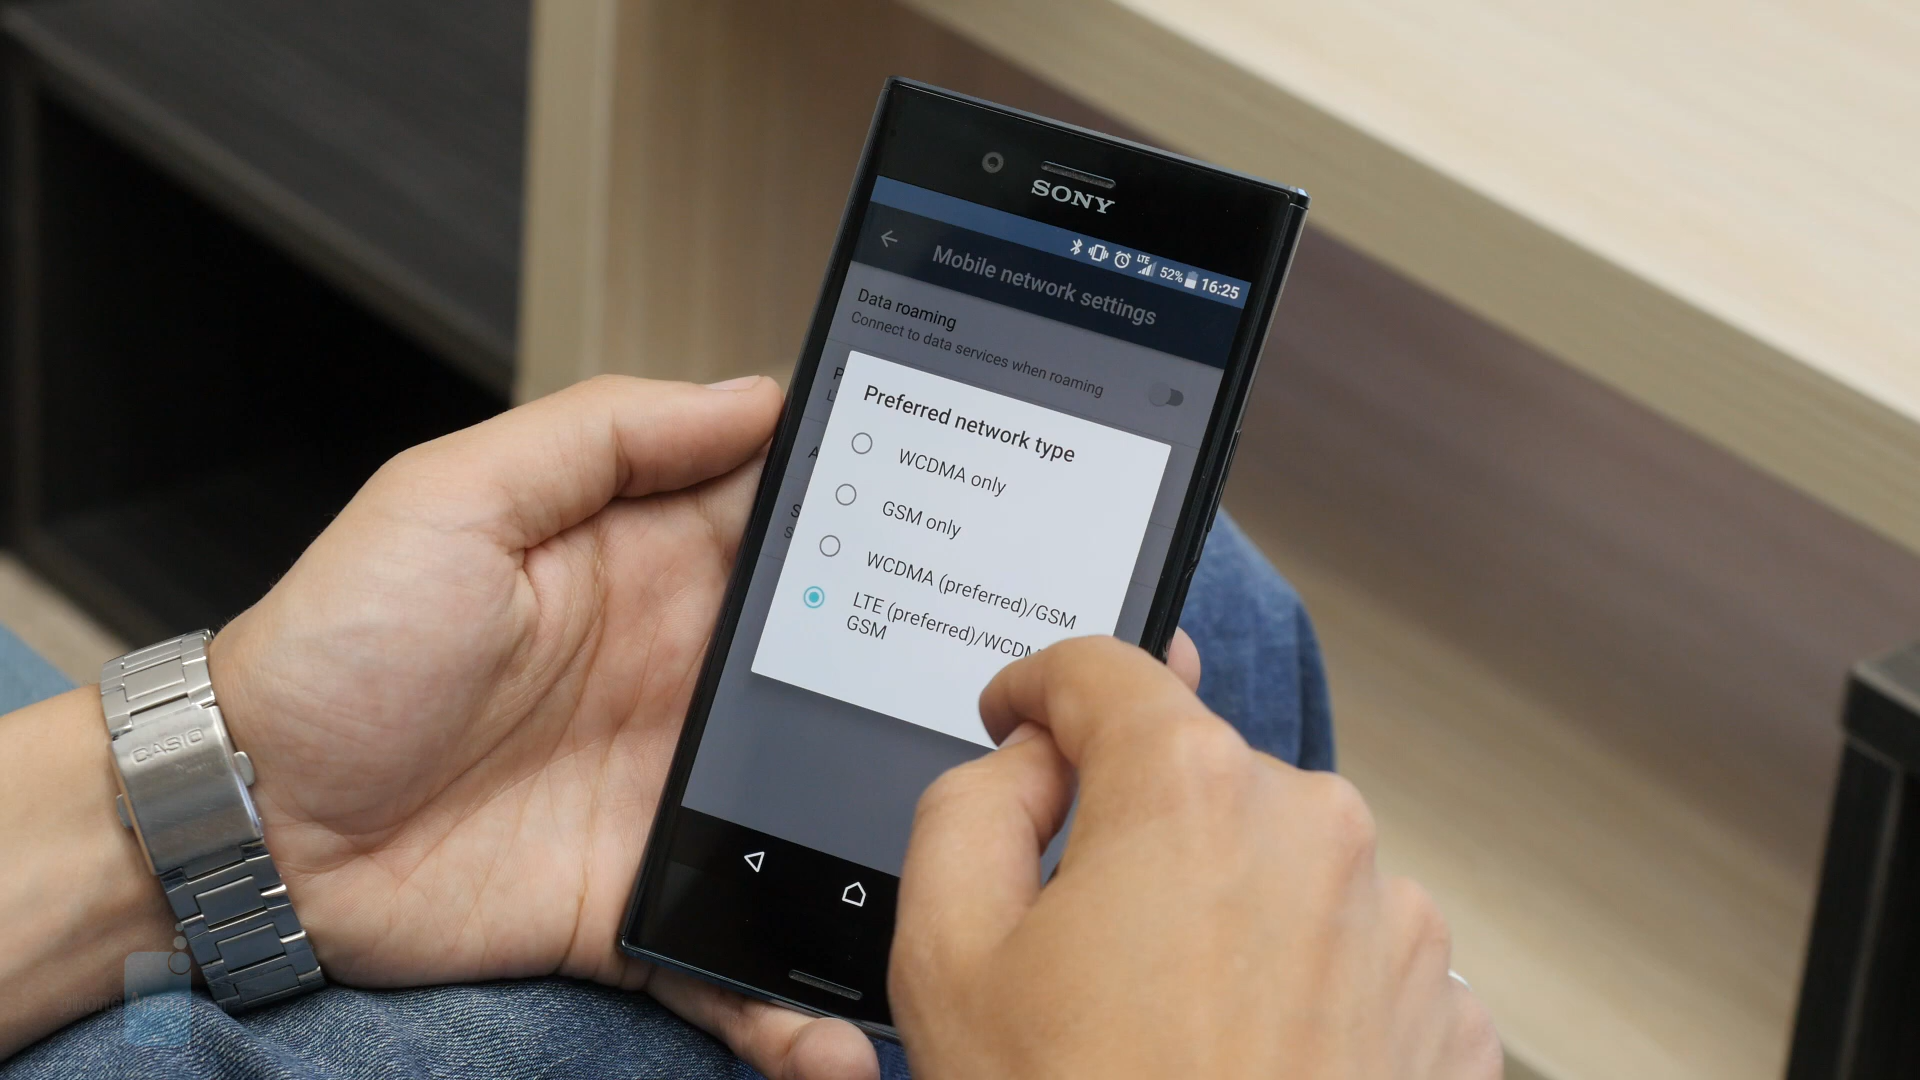 SONY
LTE 52% 16:25
Mobile network settings
Data roaming
Connect to data services when roaming
Preferred network type
WCDMA only
GSM only
WCDMA (preferred)/GSM
LTE (preferred)/WCDM
GSM
CASIO